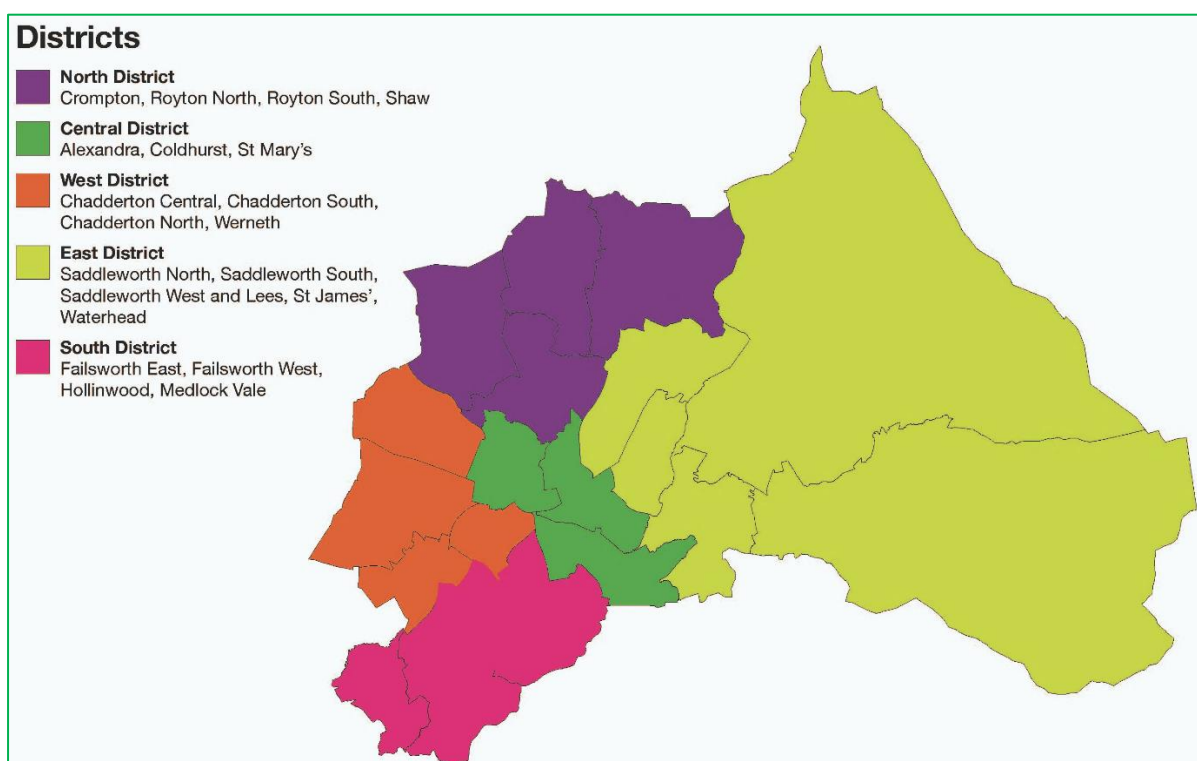 Districts
North District
Crompton, Royton North, Royton South, Shaw
Central District
Alexandra, Coldhurst, St Mary's
West District
Chadderton Central, Chadderton South,
Chadderton North, Werneth
East District
Saddleworth North, Saddleworth South,
Saddleworth West and Lees, St James',
Waterhead
South District
Failsworth East, Failsworth West,
Hollinwood, Medlock Vale